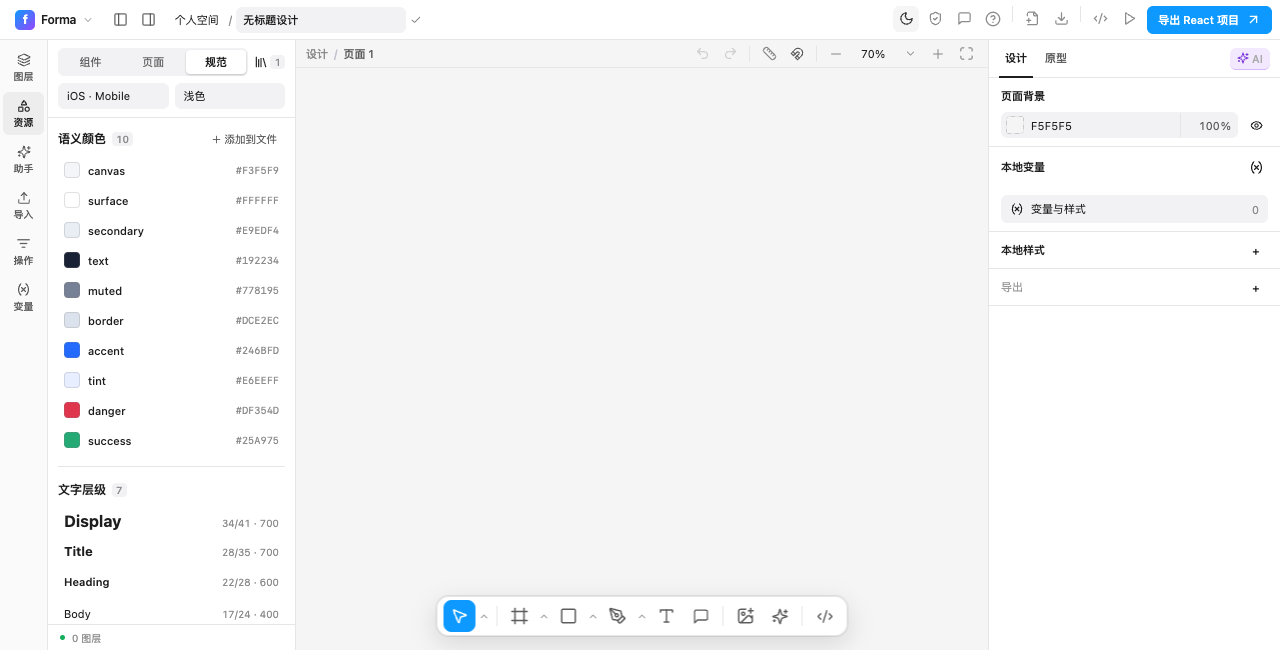 f Forma 个人空间 / 无标题设计 导出 React 项目
图层
资源
助手
导入
操作
变量
组件 页面 规范 1
iOS · Mobile 浅色
语义颜色 10 添加到文件
canvas #F3F5F9
surface #FFFFFF
secondary #E9EDF4
text #192234
muted #778195
border #DCE2EC
accent #246BFD
tint #E6EEFF
danger #DF354D
success #25A975
文字层级 7
Display 34/41 · 700
Title 28/35 · 700
Heading 22/28 · 600
Body 17/24 · 400
0 图层
设计 / 页面 1 70%
设计 原型 AI
页面背景
F5F5F5 100%
本地变量
变量与样式 0
本地样式 +
导出 +